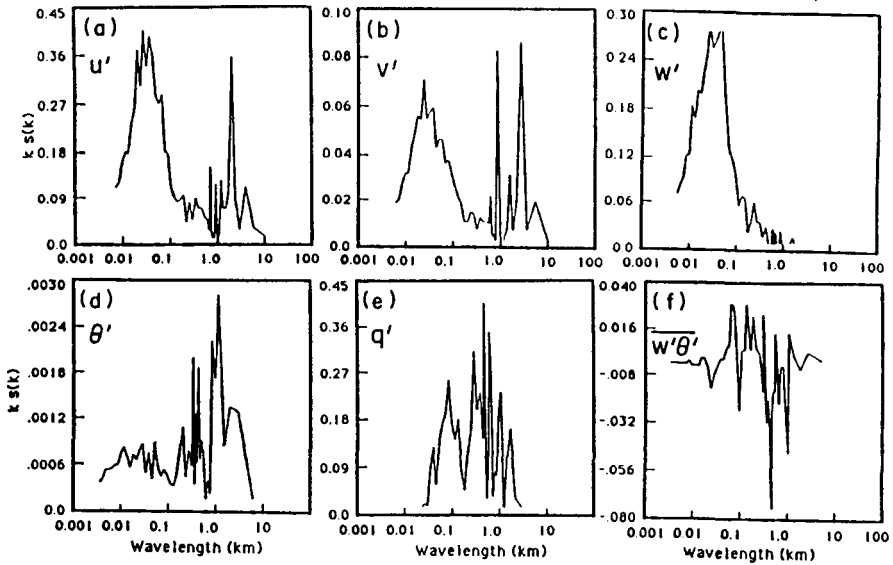 (a)
u'
k s(k)
0.45
0.36
0.27
0.18
0.09
0.0
0.001 0.01 0.1 1.0 10 100
(b)
v'
0.10
0.08
0.06
0.04
0.02
0.00
0.001 0.01 0.1 1.0 10 100
(c)
w'
0.30
0.24
0.18
0.12
0.06
0.00
0.001 0.01 0.1 1.0 10 100
(d)
θ'
k s(k)
.0030
.0024
.0018
.0012
.0006
0.0
0.001 0.01 0.1 1.0 10 100
Wavelength (km)
(e)
q'
0.45
0.36
0.27
0.18
0.09
0.0
0.001 0.01 0.1 1.0 10 100
Wavelength (km)
(f)
w'θ'
0.040
0.016
-.008
-.032
-.056
-.080
0.001 0.01 0.1 1.0 10 100
Wavelength (km)